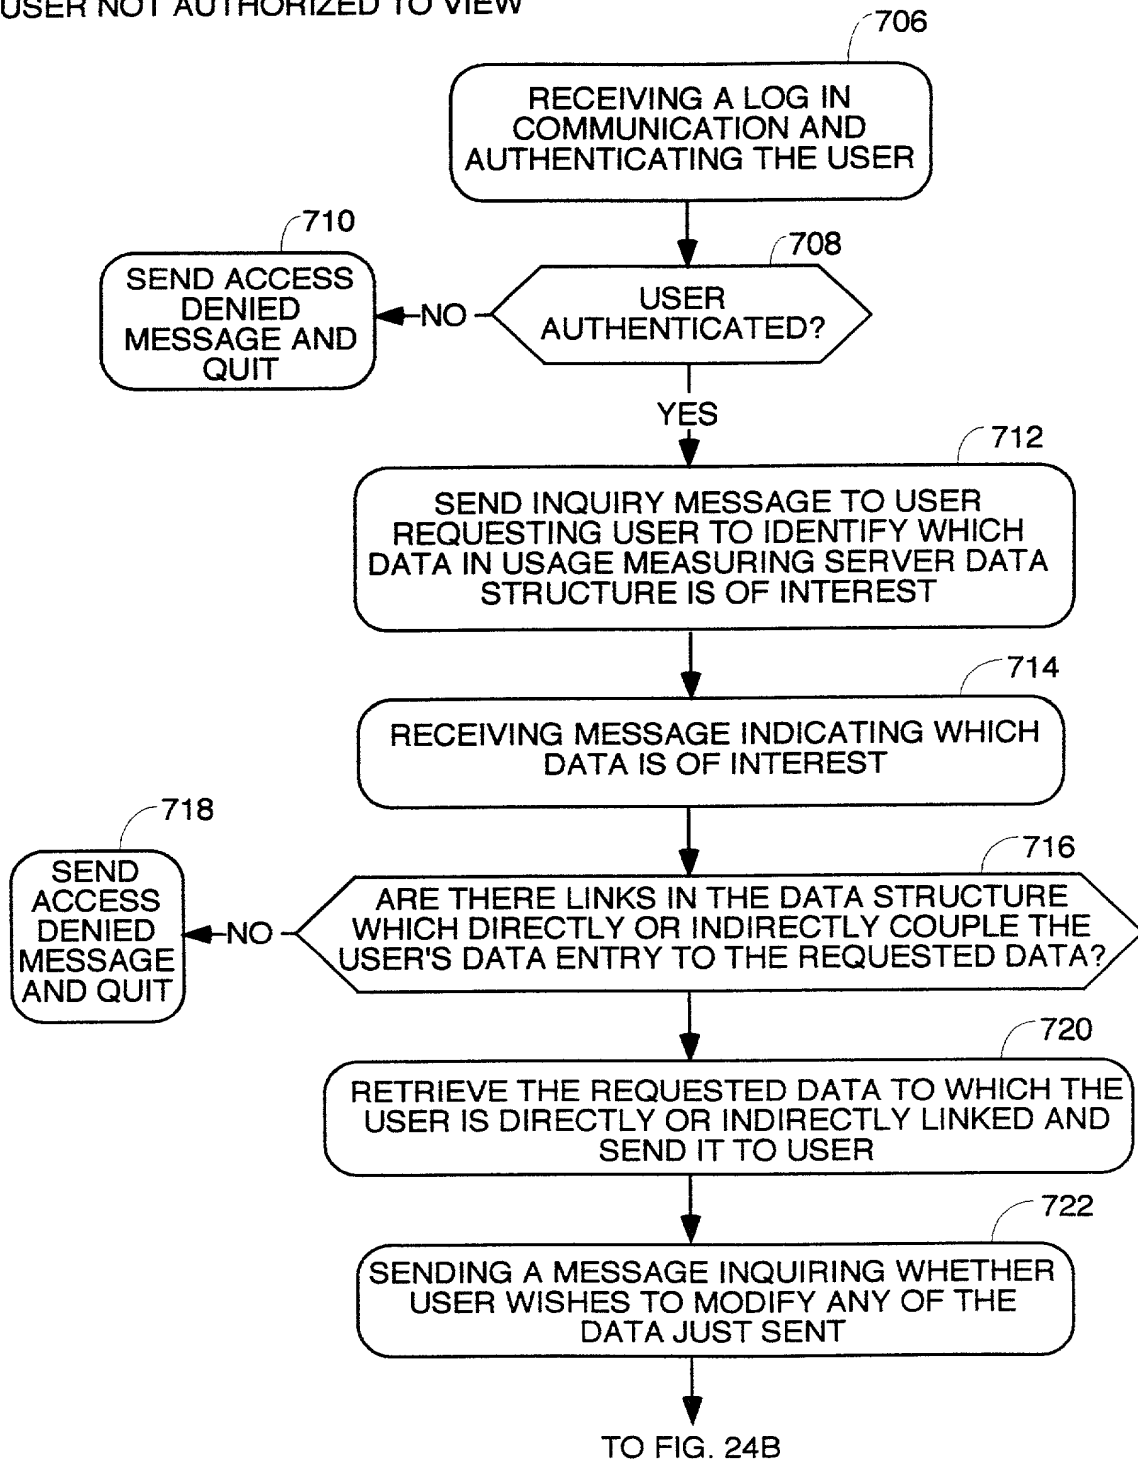 USER NOT AUTHORIZED TO VIEW
706
RECEIVING A LOG IN
COMMUNICATION AND
AUTHENTICATING THE USER
710
SEND ACCESS
DENIED
MESSAGE AND
QUIT
NO
708
USER
AUTHENTICATED?
YES
712
SEND INQUIRY MESSAGE TO USER
REQUESTING USER TO IDENTIFY WHICH
DATA IN USAGE MEASURING SERVER DATA
STRUCTURE IS OF INTEREST
714
RECEIVING MESSAGE INDICATING WHICH
DATA IS OF INTEREST
718
SEND
ACCESS
DENIED
MESSAGE
AND QUIT
NO
716
ARE THERE LINKS IN THE DATA STRUCTURE
WHICH DIRECTLY OR INDIRECTLY COUPLE THE
USER'S DATA ENTRY TO THE REQUESTED DATA?
720
RETRIEVE THE REQUESTED DATA TO WHICH THE
USER IS DIRECTLY OR INDIRECTLY LINKED AND
SEND IT TO USER
722
SENDING A MESSAGE INQUIRING WHETHER
USER WISHES TO MODIFY ANY OF THE
DATA JUST SENT
TO FIG. 24B